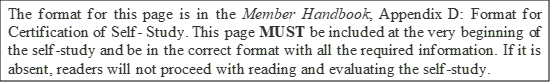 The format for this page is in the Member Handbook, Appendix D: Format for
Certification of Self- Study. This page MUST be included at the very beginning of
the self-study and be in the correct format with all the required information. If it is
absent, readers will not proceed with reading and evaluating the self-study.